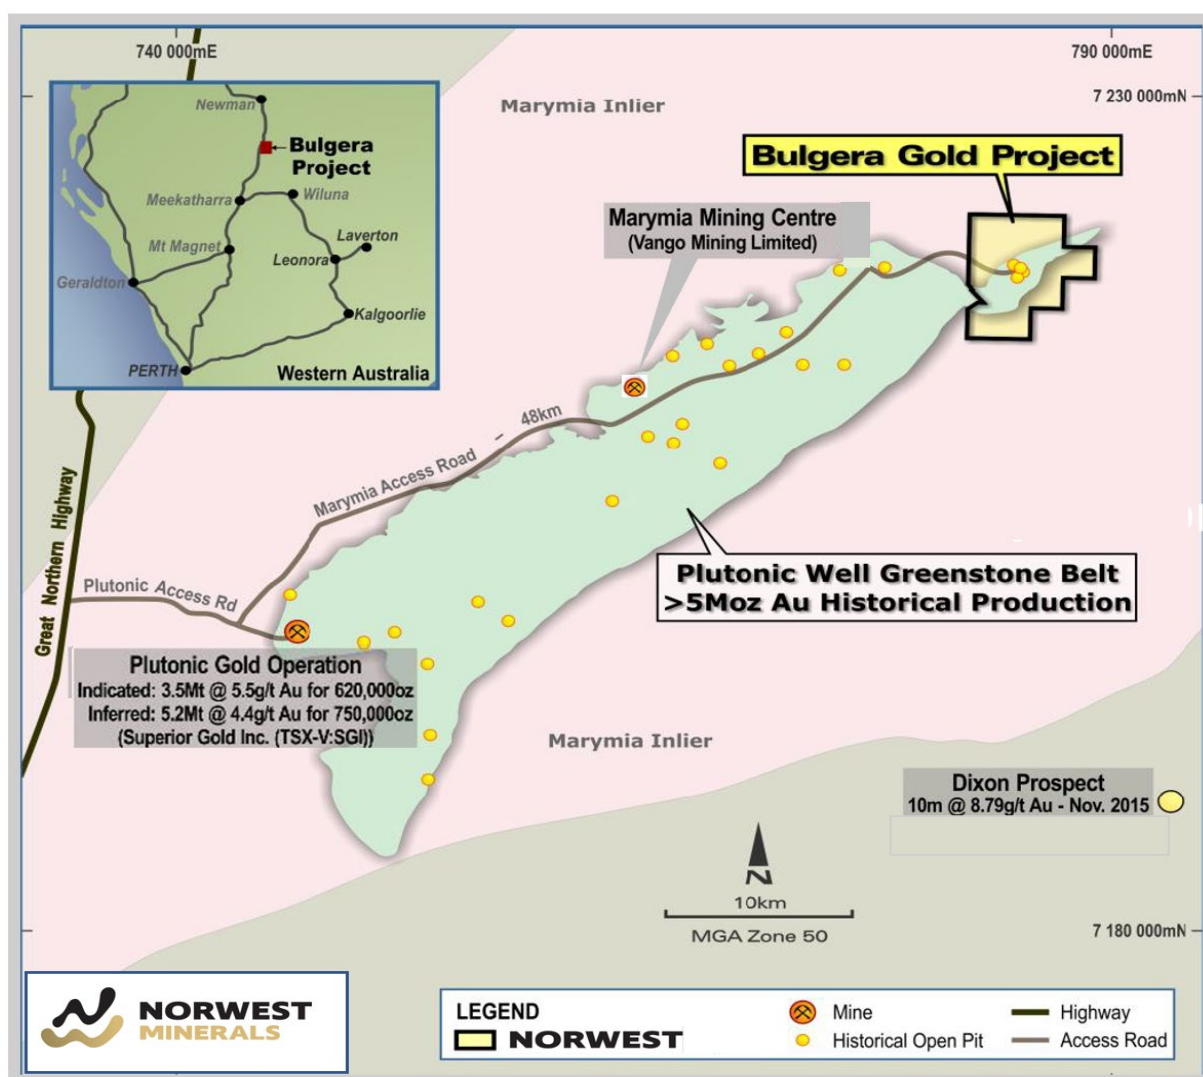 740 000mE
790 000mE
7 230 000mN
Marymia Inlier
Newman
Bulgera
Project
Meekatharra
Wiluna
Mt Magnet
Laverton
Leonora
Geraldton
Kalgoorlie
PERTH
Western Australia
Bulgera Gold Project
Marymia Mining Centre
(Vango Mining Limited)
Marymia Access Road - 48km
Great Northern Highway
Plutonic Access Rd
Plutonic Well Greenstone Belt
>5Moz Au Historical Production
Plutonic Gold Operation
Indicated: 3.5Mt @ 5.5g/t Au for 620,000oz
Inferred: 5.2Mt @ 4.4g/t Au for 750,000oz
(Superior Gold Inc. (TSX-V:SGI))
Marymia Inlier
Dixon Prospect
10m @ 8.79g/t Au - Nov. 2015
N
10km
MGA Zone 50
7 180 000mN
NORWEST
MINERALS
LEGEND
NORWEST
Mine
Historical Open Pit
Highway
Access Road